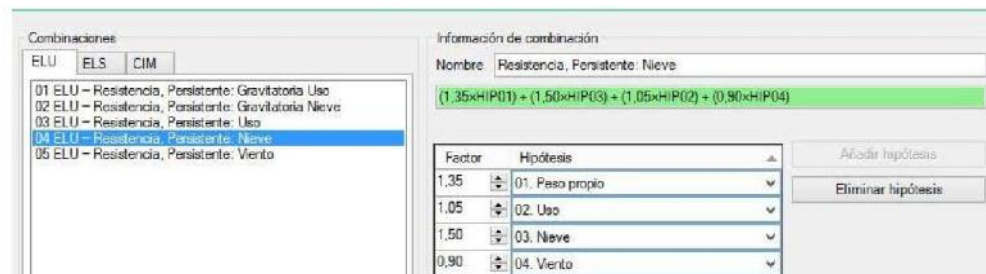 Combinaciones
ELU ELS CIM
01 ELU – Resistencia, Persistente: Gravitatoria Uso
02 ELU – Resistencia, Persistente: Gravitatoria Nieve
03 ELU – Resistencia, Persistente: Uso
04 ELU – Resistencia, Persistente: Nieve
05 ELU – Resistencia, Persistente: Viento
Información de combinación
Nombre Resistencia, Persistente: Nieve
(1,35×HIP01) + (1,50×HIP03) + (1,05×HIP02) + (0,90×HIP04)
Factor Hipótesis
1,35 01. Peso propio
1,05 02. Uso
1,50 03. Nieve
0,90 04. Viento
Añadir hipótesis
Eliminar hipótesis